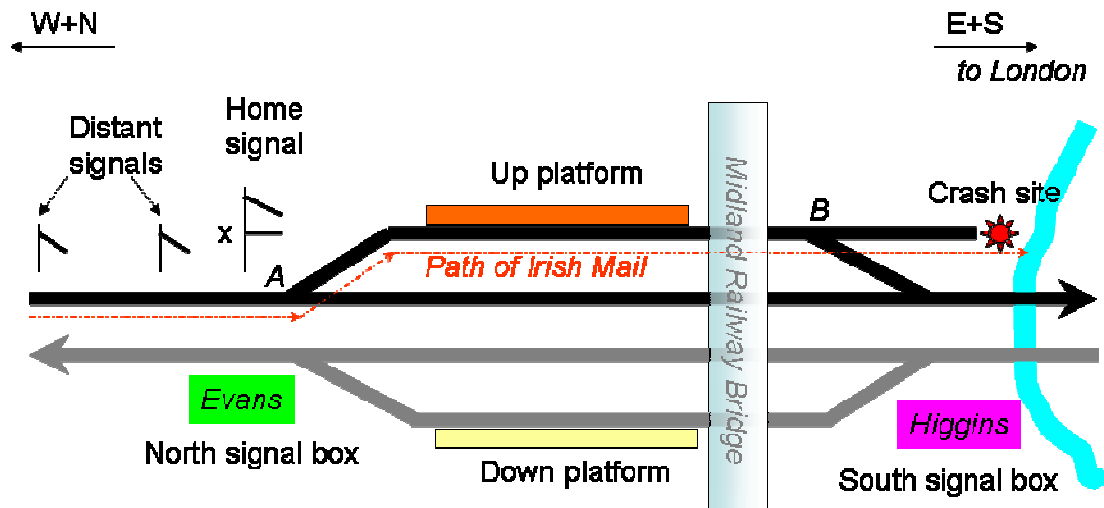 W+N
E+S
to London
Distant
signals
Home
signal
x
A
Up platform
Midland Railway Bridge
B
Crash site
Path of Irish Mail
Evans
North signal box
Down platform
Higgins
South signal box